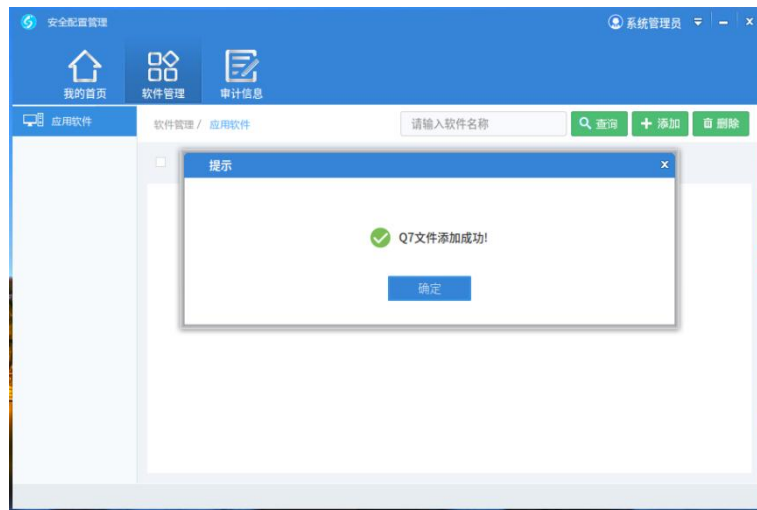 安全配置管理
系统管理员
我的首页
软件管理
审计信息
应用软件
软件管理 / 应用软件
请输入软件名称
查询
添加
删除
提示
x
Q7文件添加成功!
确定